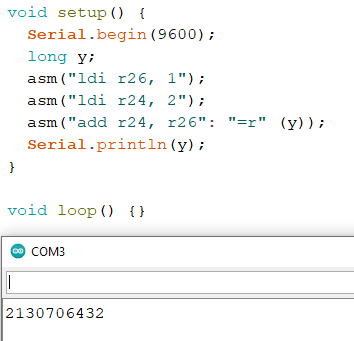 void setup() {
  Serial.begin(9600);
  long y;
  asm("ldi r26, 1");
  asm("ldi r24, 2");
  asm("add r24, r26": "=r" (y));
  Serial.println(y);
}
void loop() {}
COM3
2130706432